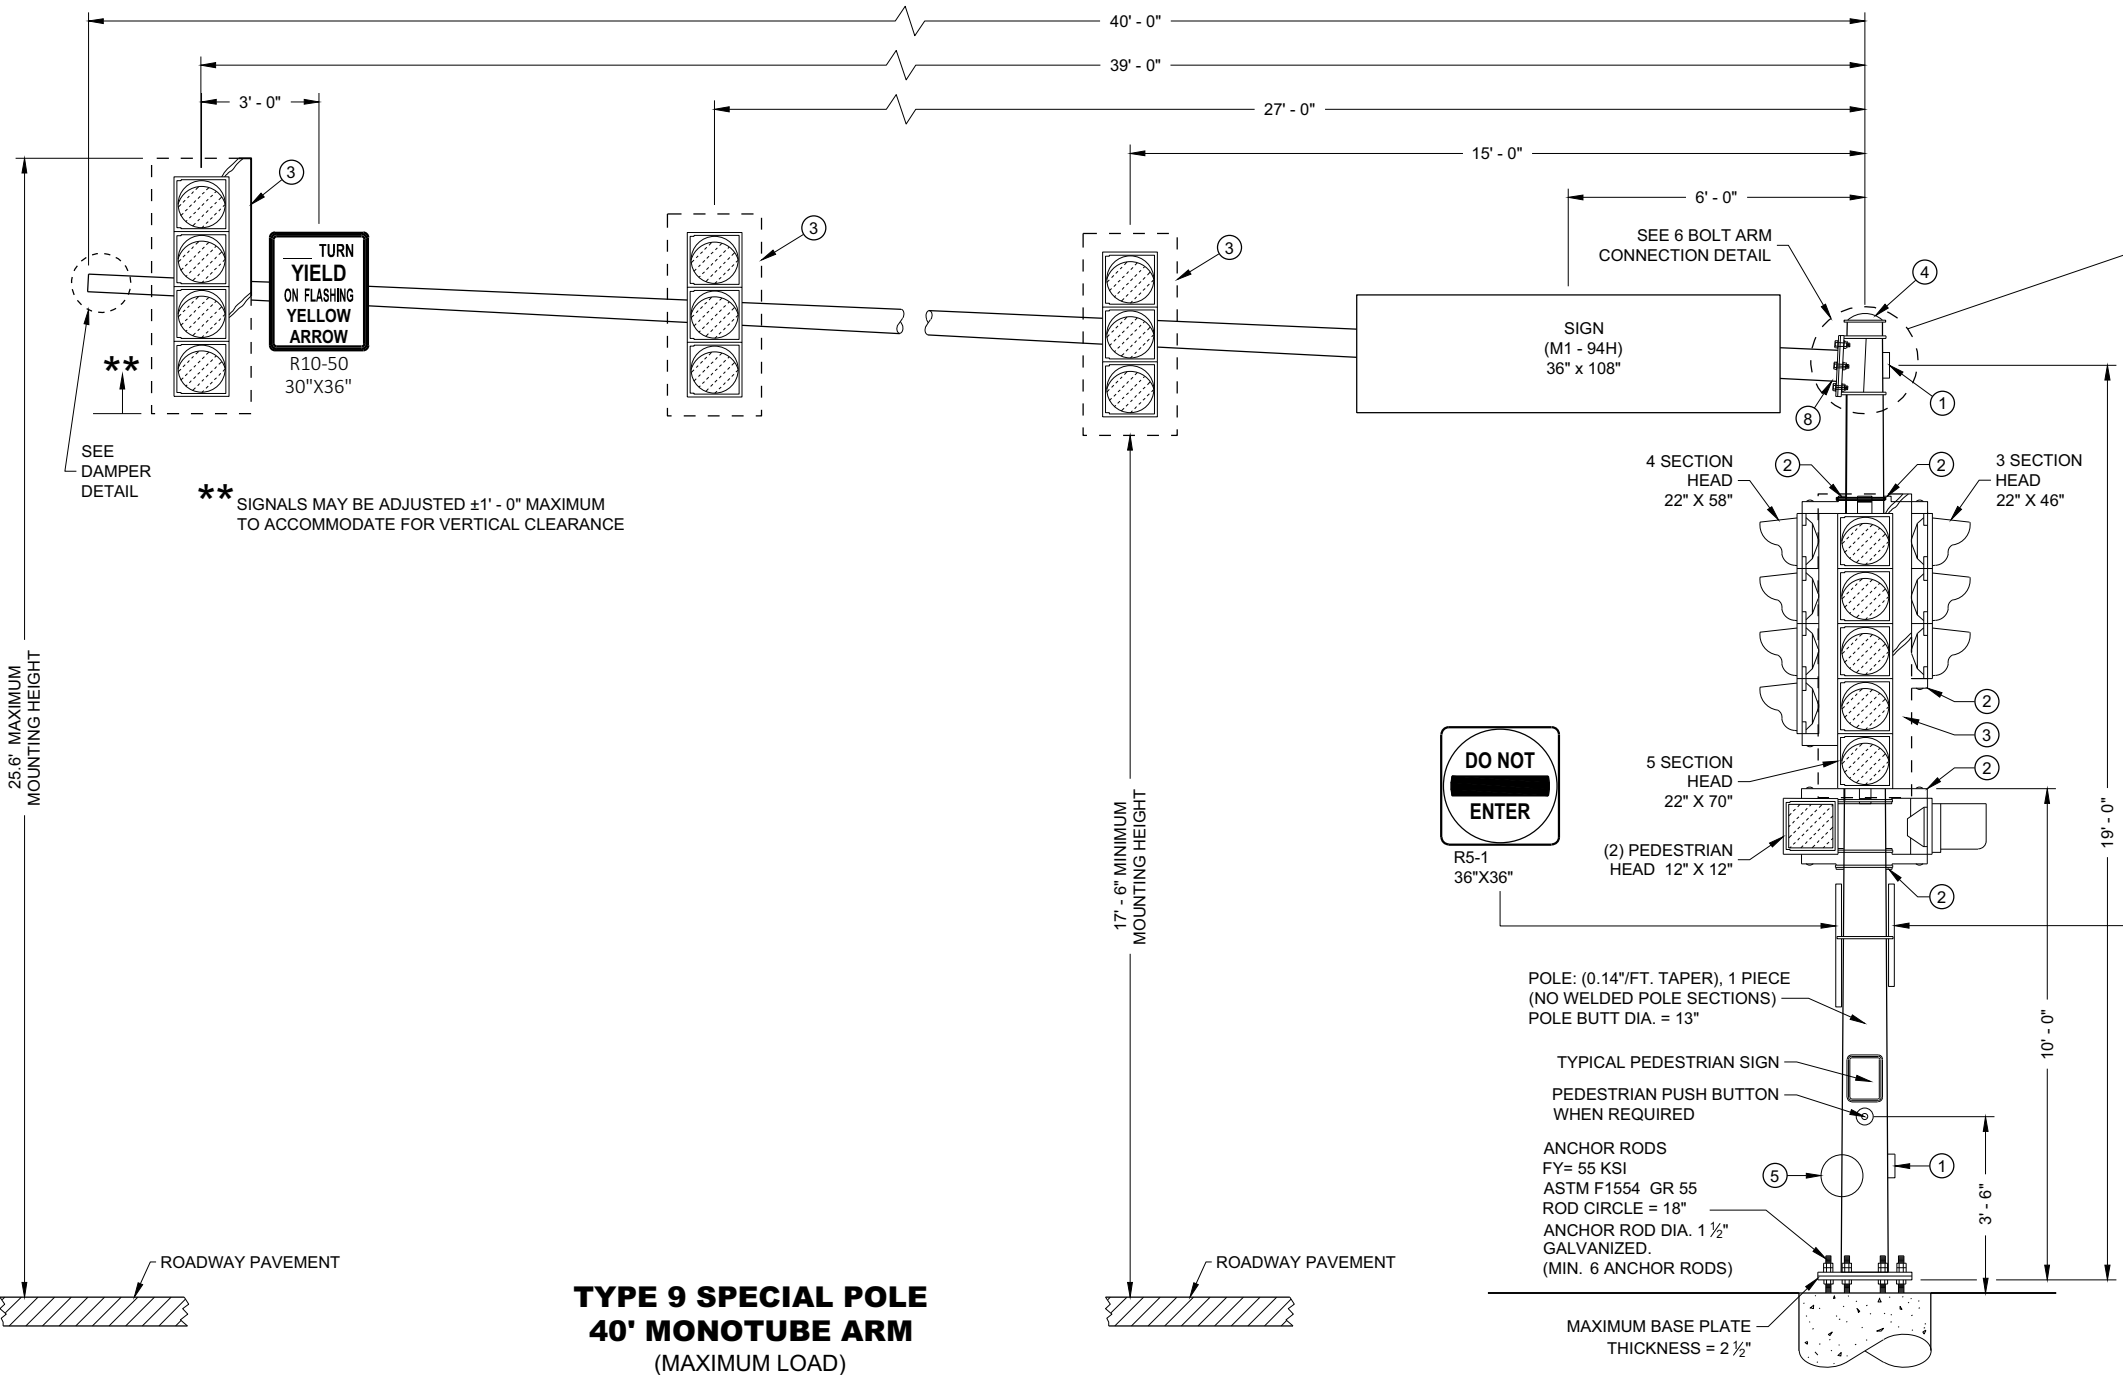 40' - 0"
39' - 0"
3' - 0"
27' - 0"
15' - 0"
6' - 0"
SEE 6 BOLT ARM
CONNECTION DETAIL
3
3
3
4
TURN
YIELD
ON FLASHING
YELLOW
ARROW
R10-50
30"X36"
SIGN
(M1 - 94H)
36" x 108"
8
1
**
SEE
DAMPER
DETAIL
** SIGNALS MAY BE ADJUSTED ±1' - 0" MAXIMUM
TO ACCOMMODATE FOR VERTICAL CLEARANCE
4 SECTION
HEAD
22" X 58"
2
2
3 SECTION
HEAD
22" X 46"
25.6' MAXIMUM
MOUNTING HEIGHT
17' - 6" MINIMUM
MOUNTING HEIGHT
2
3
2
5 SECTION
HEAD
22" X 70"
DO NOT
ENTER
R5-1
36"X36"
(2) PEDESTRIAN
HEAD 12" X 12"
2
19' - 0"
10' - 0"
POLE: (0.14"/FT. TAPER), 1 PIECE
(NO WELDED POLE SECTIONS)
POLE BUTT DIA. = 13"
TYPICAL PEDESTRIAN SIGN
PEDESTRIAN PUSH BUTTON
WHEN REQUIRED
ANCHOR RODS
FY= 55 KSI
ASTM F1554 GR 55
ROD CIRCLE = 18"
ANCHOR ROD DIA. 1 ½"
GALVANIZED.
(MIN. 6 ANCHOR RODS)
5
1
3' - 6"
ROADWAY PAVEMENT
ROADWAY PAVEMENT
MAXIMUM BASE PLATE
THICKNESS = 2 ½"
TYPE 9 SPECIAL POLE
40' MONOTUBE ARM
(MAXIMUM LOAD)